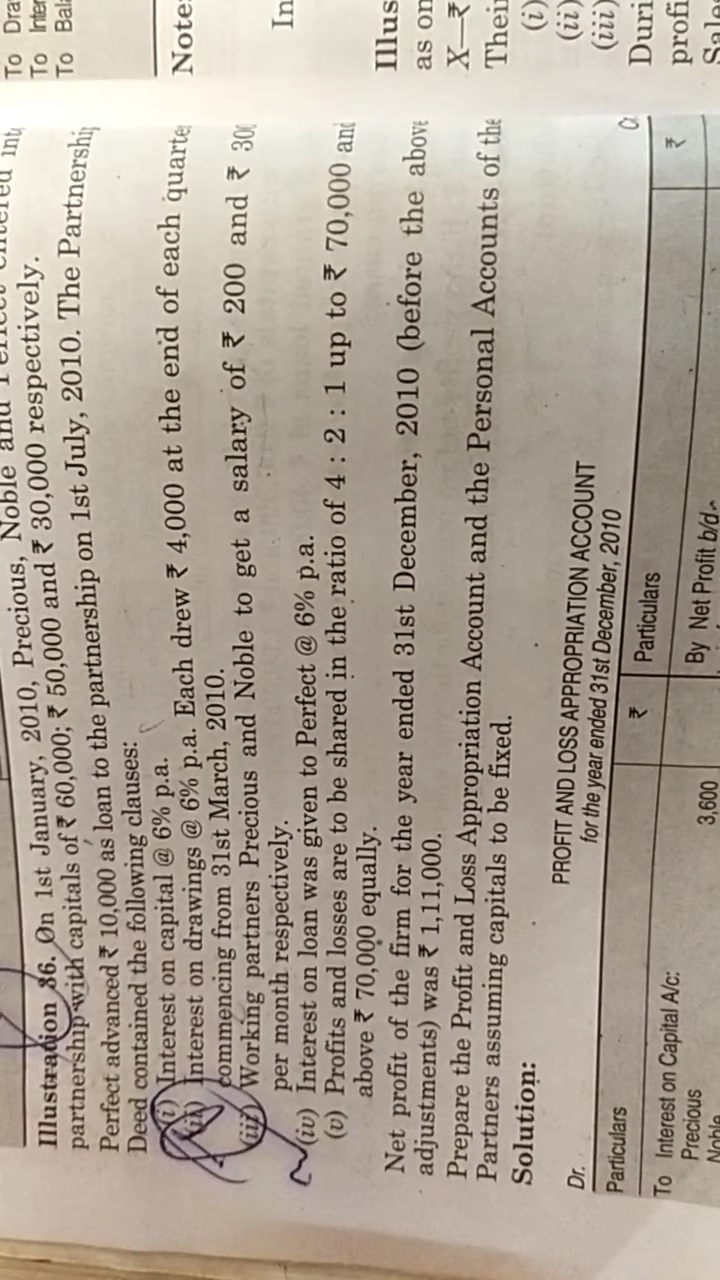 Illustration 36. On 1st January, 2010, Precious, Noble and
partnership with capitals of ₹ 60,000; ₹ 50,000 and ₹ 30,000 respectively.
Perfect advanced ₹ 10,000 as loan to the partnership on 1st July, 2010. The Partnership
Deed contained the following clauses:
(i) Interest on capital @ 6% p.a.
(ii) Interest on drawings @ 6% p.a. Each drew ₹ 4,000 at the end of each quarte
commencing from 31st March, 2010.
(iii) Working partners Precious and Noble to get a salary of ₹ 200 and ₹ 300
per month respectively.
(iv) Interest on loan was given to Perfect @ 6% p.a.
(v) Profits and losses are to be shared in the ratio of 4 : 2 : 1 up to ₹ 70,000 and
above ₹ 70,000 equally.
Net profit of the firm for the year ended 31st December, 2010 (before the above
adjustments) was ₹ 1,11,000.
Prepare the Profit and Loss Appropriation Account and the Personal Accounts of the
Partners assuming capitals to be fixed.
Solution:
PROFIT AND LOSS APPROPRIATION ACCOUNT
for the year ended 31st December, 2010
Dr.
Particulars ₹ Particulars ₹
To Interest on Capital A/c: By Net Profit b/d
Precious 3,600
Noble
To Dra
To Inter
To Bala
Note:
In
Illus
as on
X—₹
Their
(i)
(ii)
(iii)
Duri
profi
Sale